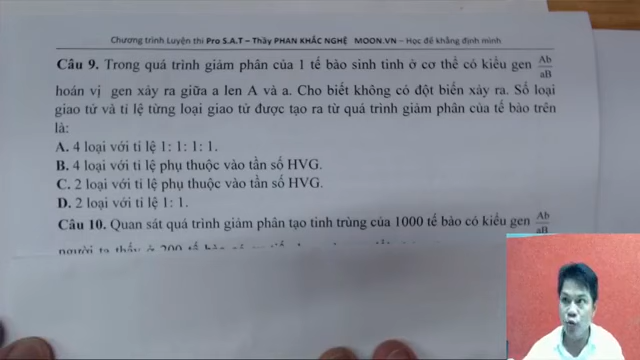 Chương trình Luyện thi Pro S.A.T – Thầy PHAN KHẮC NGHỆ MOON.VN – Học để khẳng định mình
Câu 9. Trong quá trình giảm phân của 1 tế bào sinh tinh ở cơ thể có kiểu gen Ab/aB
hoán vị gen xảy ra giữa a len A và a. Cho biết không có đột biến xảy ra. Số loại
giao tử và tỉ lệ từng loại giao tử được tạo ra từ quá trình giảm phân của tế bào trên
là:
A. 4 loại với tỉ lệ 1: 1: 1: 1.
B. 4 loại với tỉ lệ phụ thuộc vào tần số HVG.
C. 2 loại với tỉ lệ phụ thuộc vào tần số HVG.
D. 2 loại với tỉ lệ 1: 1.
Câu 10. Quan sát quá trình giảm phân tạo tinh trùng của 1000 tế bào có kiểu gen Ab/aB
người ta thấy ở 200 tế bào